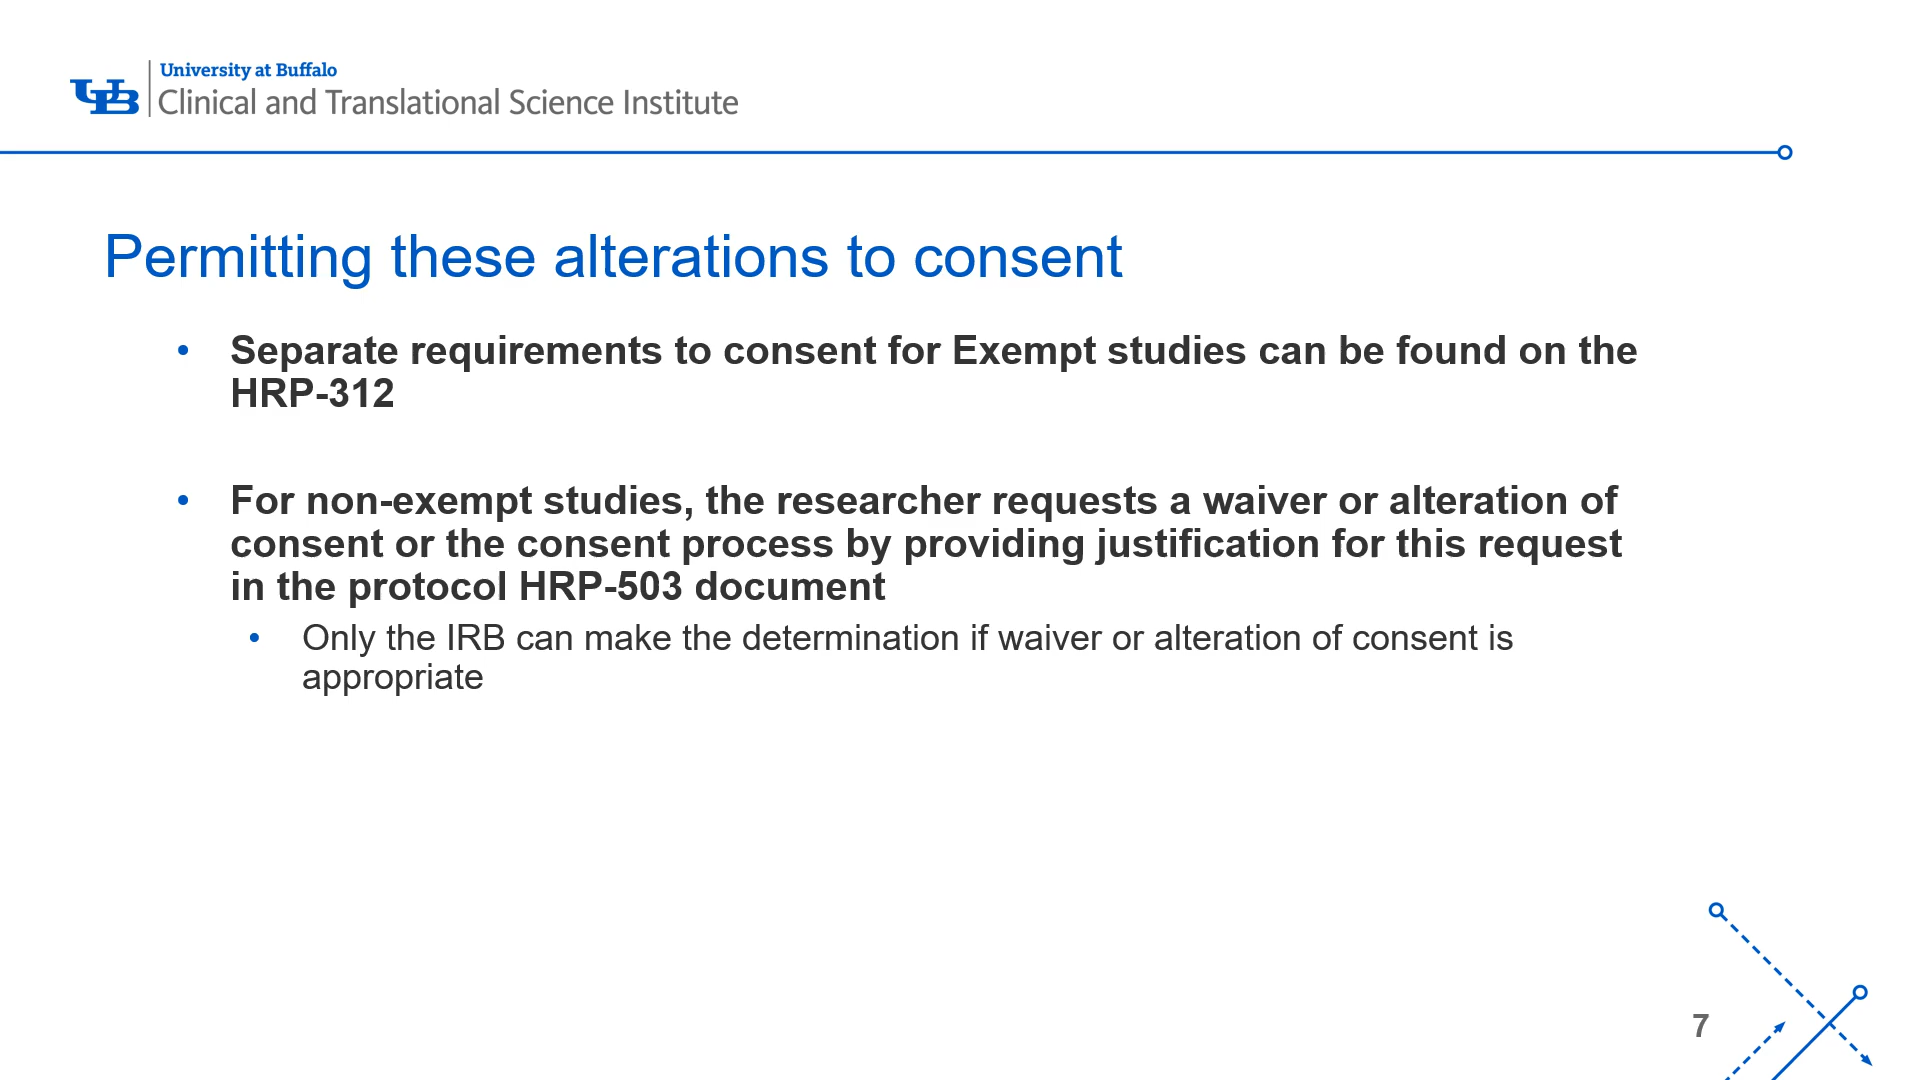 UB
University at Buffalo
Clinical and Translational Science Institute
Permitting these alterations to consent
• Separate requirements to consent for Exempt studies can be found on the
HRP-312
• For non-exempt studies, the researcher requests a waiver or alteration of
consent or the consent process by providing justification for this request
in the protocol HRP-503 document
• Only the IRB can make the determination if waiver or alteration of consent is
appropriate
7